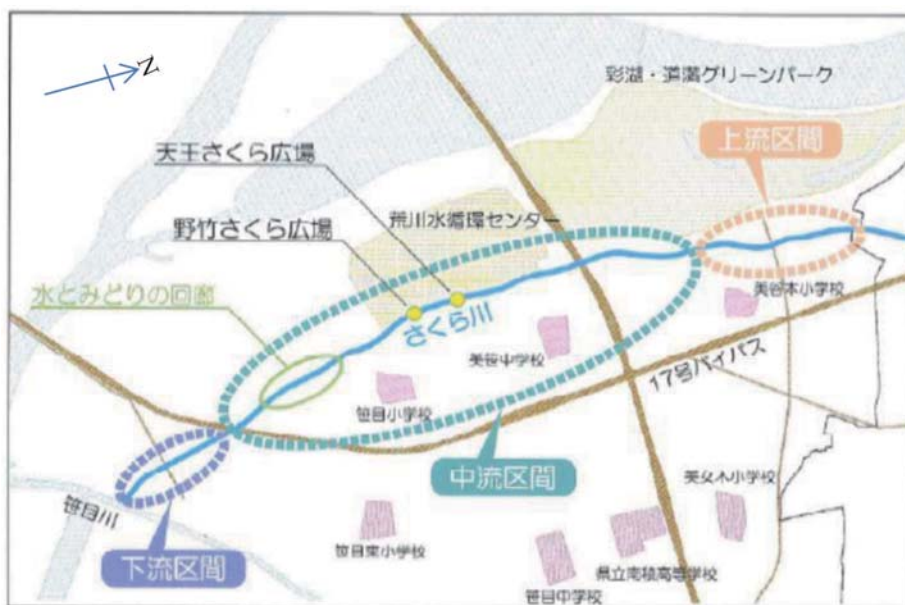 N
彩湖・道満グリーンパーク
上流区間
天王さくら広場
荒川水循環センター
野竹さくら広場
水とみどりの回廊
さくら川
美谷本小学校
美笹中学校
17号バイパス
笹目小学校
中流区間
美女木小学校
笹目川
下流区間
笹目東小学校
県立南稜高等学校
笹目中学校